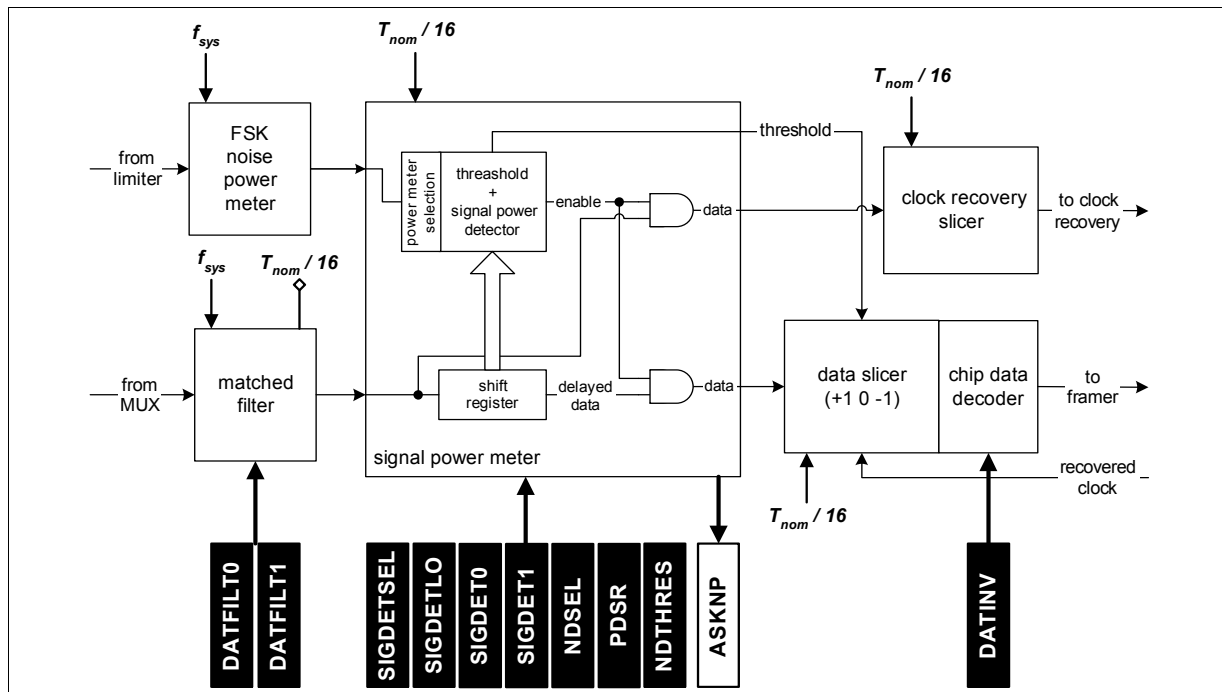 f_sys
T_nom / 16
T_nom / 16
FSK
noise
power
meter
from
limiter
power meter
selection
threashold
+
signal power
detector
enable
threshold
data
clock recovery
slicer
to clock
recovery
f_sys
T_nom / 16
from
MUX
matched
filter
shift
register
delayed
data
data
data slicer
(+1 0 -1)
chip data
decoder
to
framer
signal power meter
recovered
clock
T_nom / 16
DATFILT0
DATFILT1
SIGDETSEL
SIGDETLO
SIGDET0
SIGDET1
NDSEL
PDSR
NDTHRES
ASKNP
DATINV